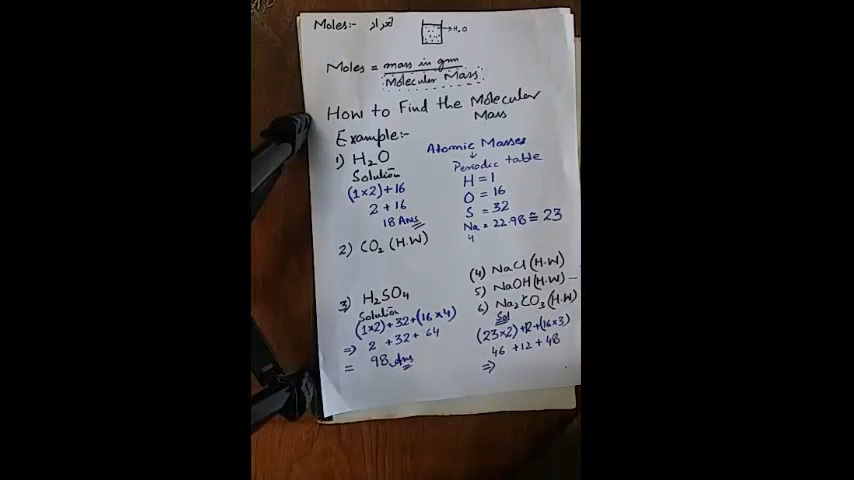 Moles:-
→H₂O
Moles = mass in gm
Molecular Mass
How to Find the Molecular
Mass
Example:-
1) H₂O
Solution
(1×2)+16
2 + 16
18 Ans
2) CO₂ (H.W)
3) H₂SO₄
Solution
(1×2)+32+(16×4)
⇒ 2 +32+ 64
= 98 Ans
Atomic Masses
↓
Periodic table
H = 1
O = 16
S = 32
Na = 22.98 ≅ 23
(4) NaCl (H.W)
5) NaOH (H.W)
6) Na₂CO₃ (H.W)
Sol
(23×2)+12+(16×3)
46 +12 + 48
⇒